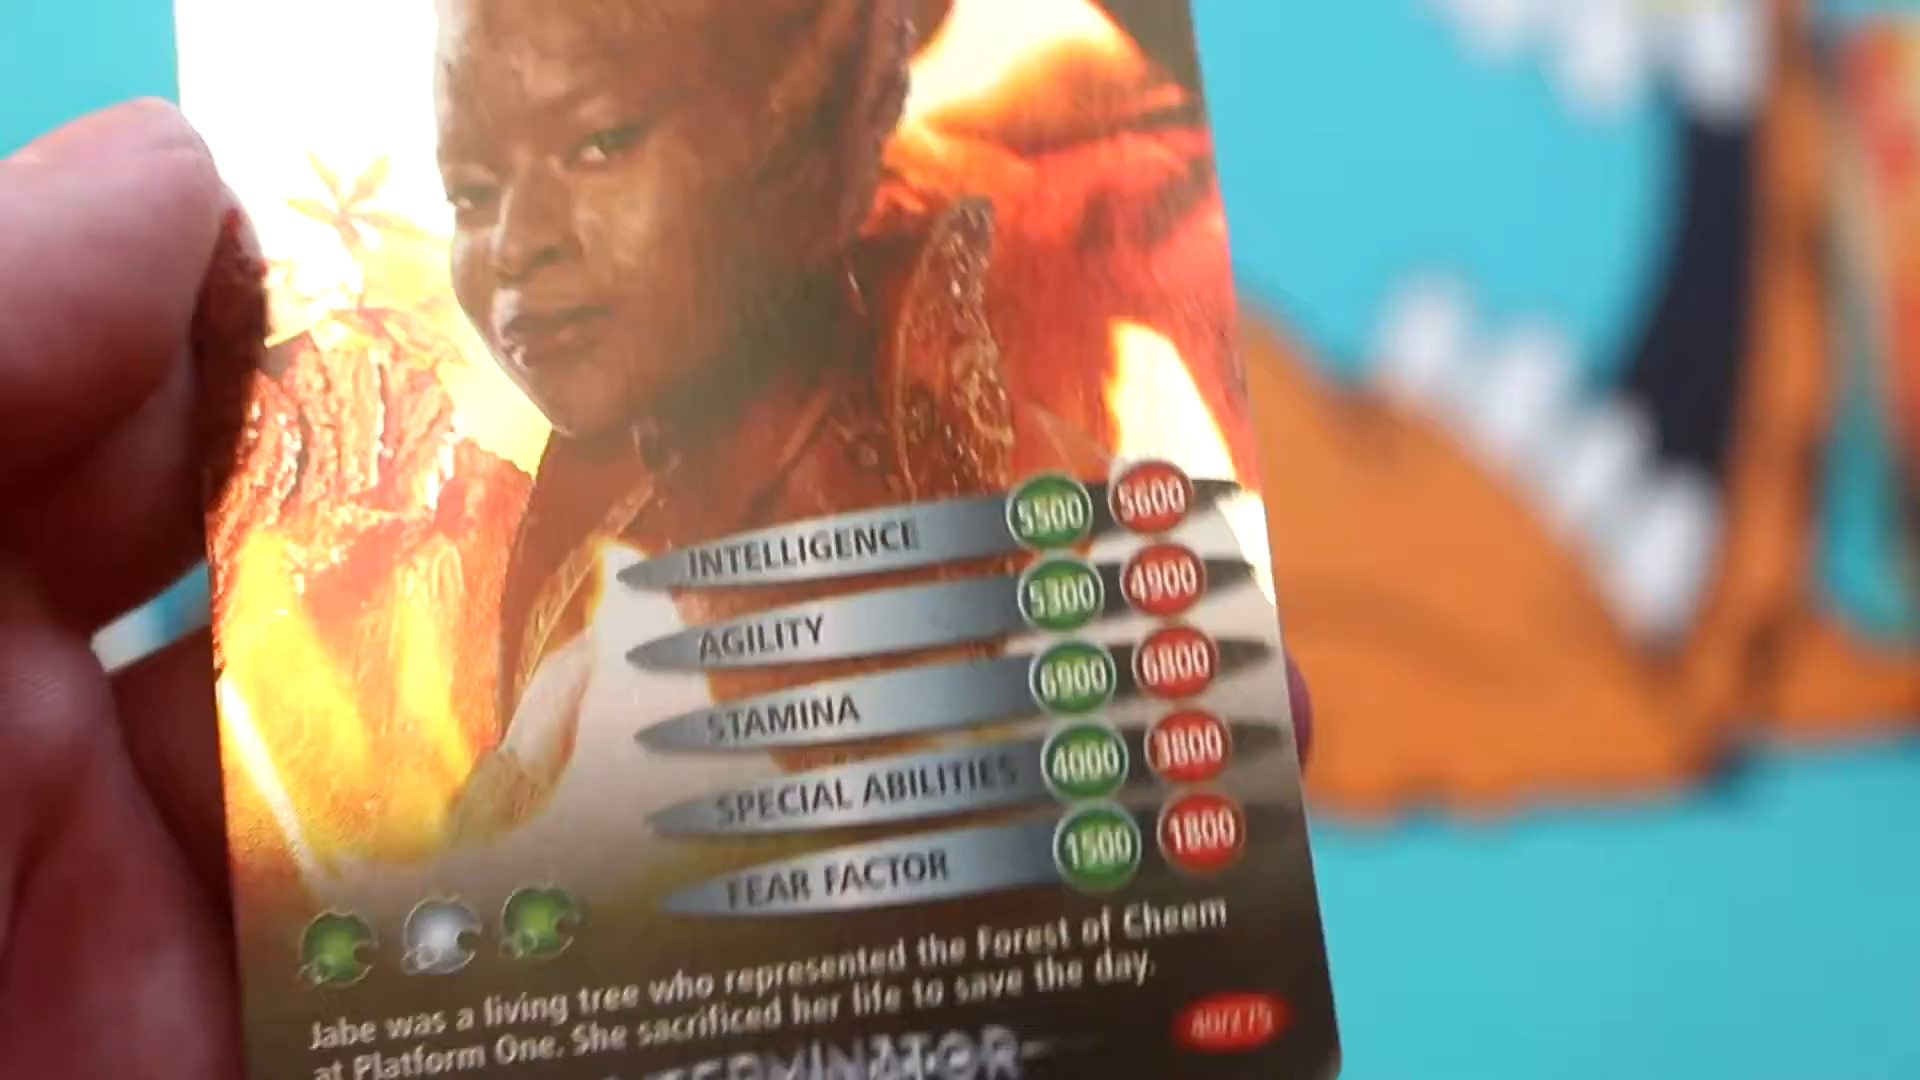 INTELLIGENCE 5500 5600
AGILITY 5300 4900
STAMINA 6900 6800
SPECIAL ABILITIES 4000 3800
FEAR FACTOR 1500 1800
Jabe was a living tree who represented the Forest of Cheem
at Platform One. She sacrificed her life to save the day.
40/275